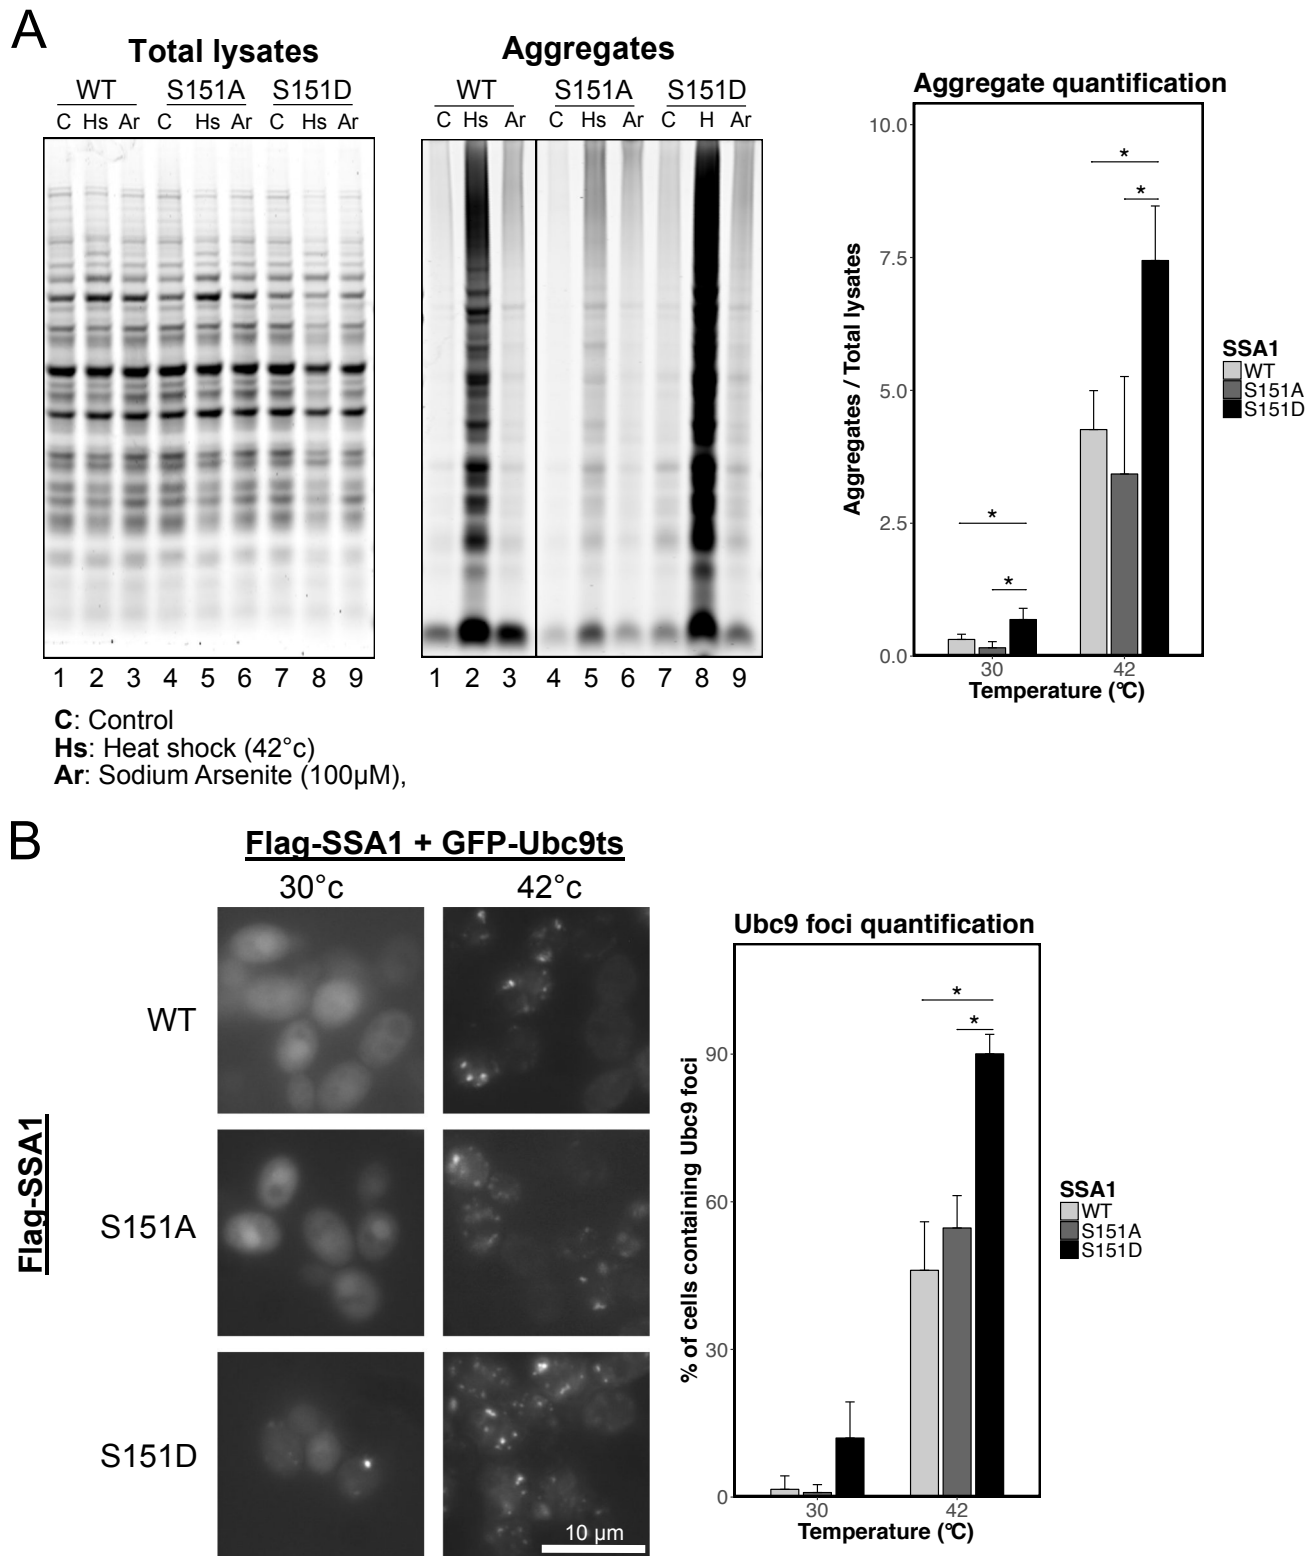 A
Total lysates
WT S151A S151D
C Hs Ar C Hs Ar C Hs Ar
1 2 3 4 5 6 7 8 9
Aggregates
WT S151A S151D
C Hs Ar C Hs Ar C H Ar
1 2 3 4 5 6 7 8 9
C: Control
Hs: Heat shock (42°c)
Ar: Sodium Arsenite (100µM),
Aggregate quantification
Aggregates / Total lysates
10.0
7.5
5.0
2.5
0.0
* *
* *
30 42
Temperature (°C)
SSA1
WT
S151A
S151D
B
Flag-SSA1 + GFP-Ubc9ts
30°c 42°c
Flag-SSA1
WT
S151A
S151D
10 µm
Ubc9 foci quantification
% of cells containing Ubc9 foci
90
60
30
0
*
*
30 42
Temperature (°C)
SSA1
WT
S151A
S151D